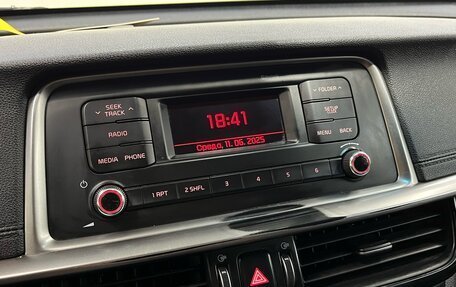 SEEK
TRACK
RADIO
MEDIA PHONE
18:41
Среда, 11. 06. 2025
FOLDER
SETUP
MENU BACK
1 RPT
2 SHFL
3
4
5
6